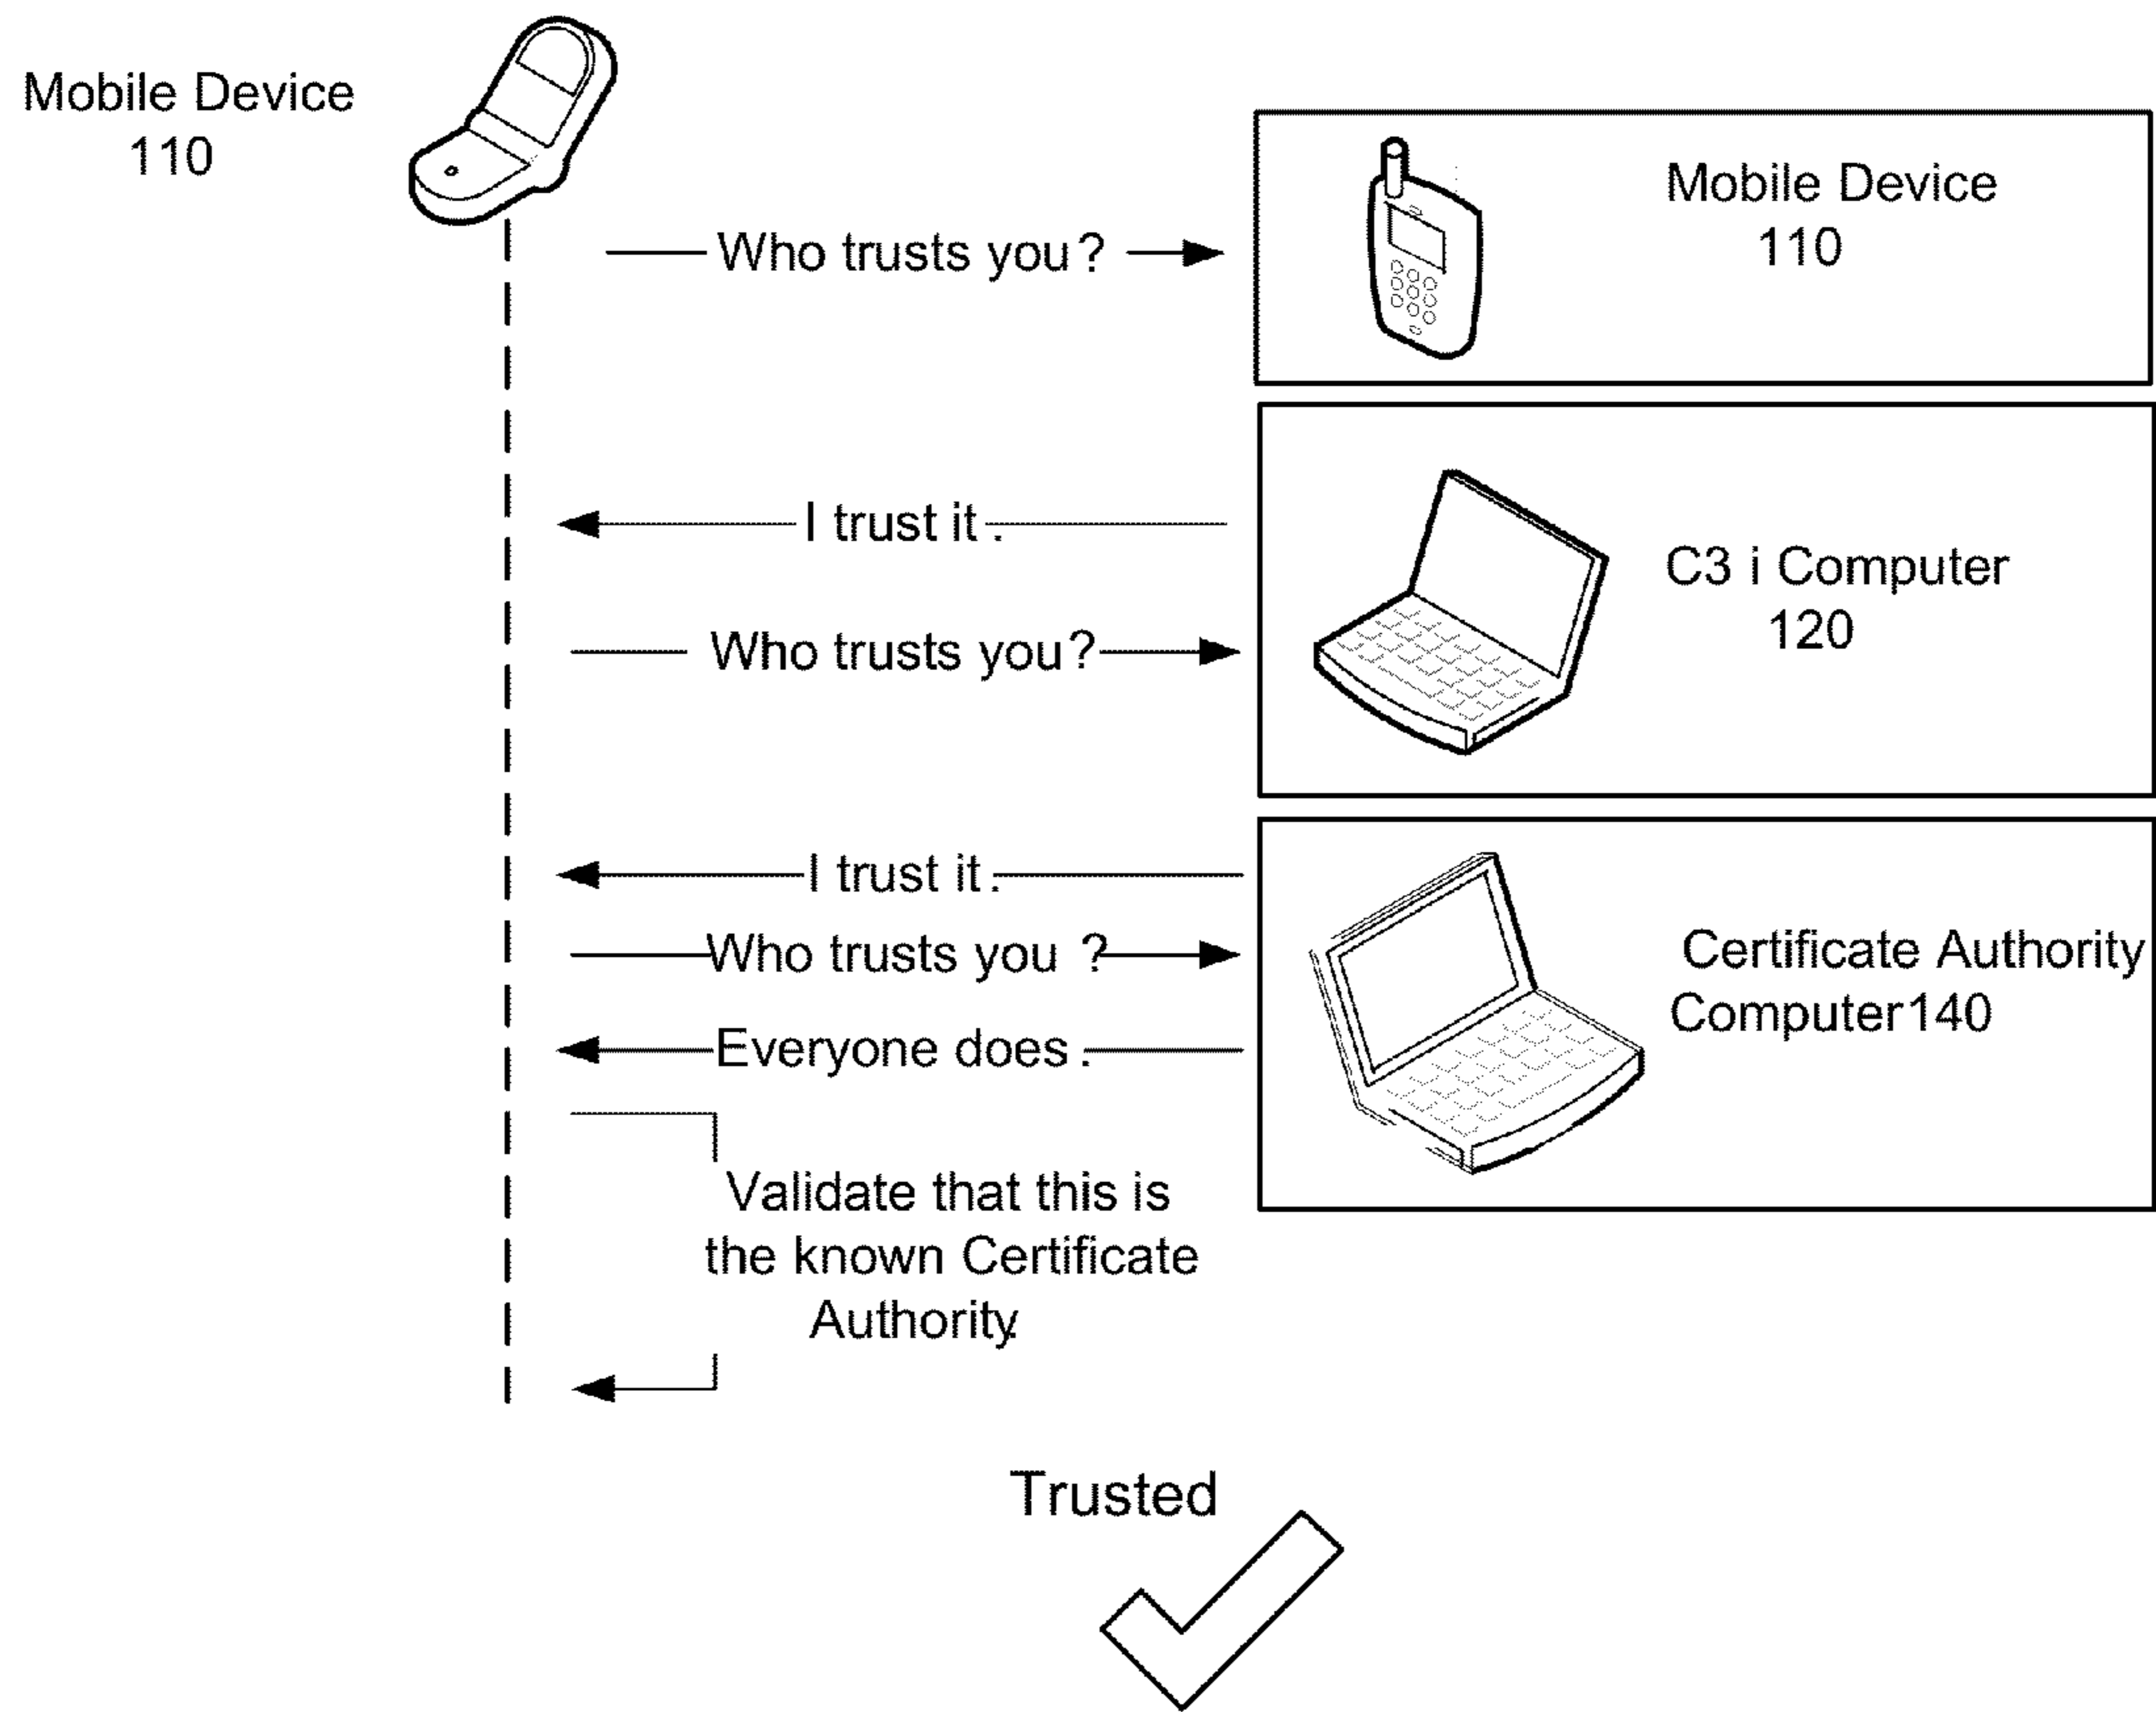 Mobile Device
110
Mobile Device
110
Who trusts you?
I trust it.
C3 i Computer
120
Who trusts you?
I trust it.
Who trusts you ?
Certificate Authority
Computer140
Everyone does.
Validate that this is
the known Certificate
Authority.
Trusted